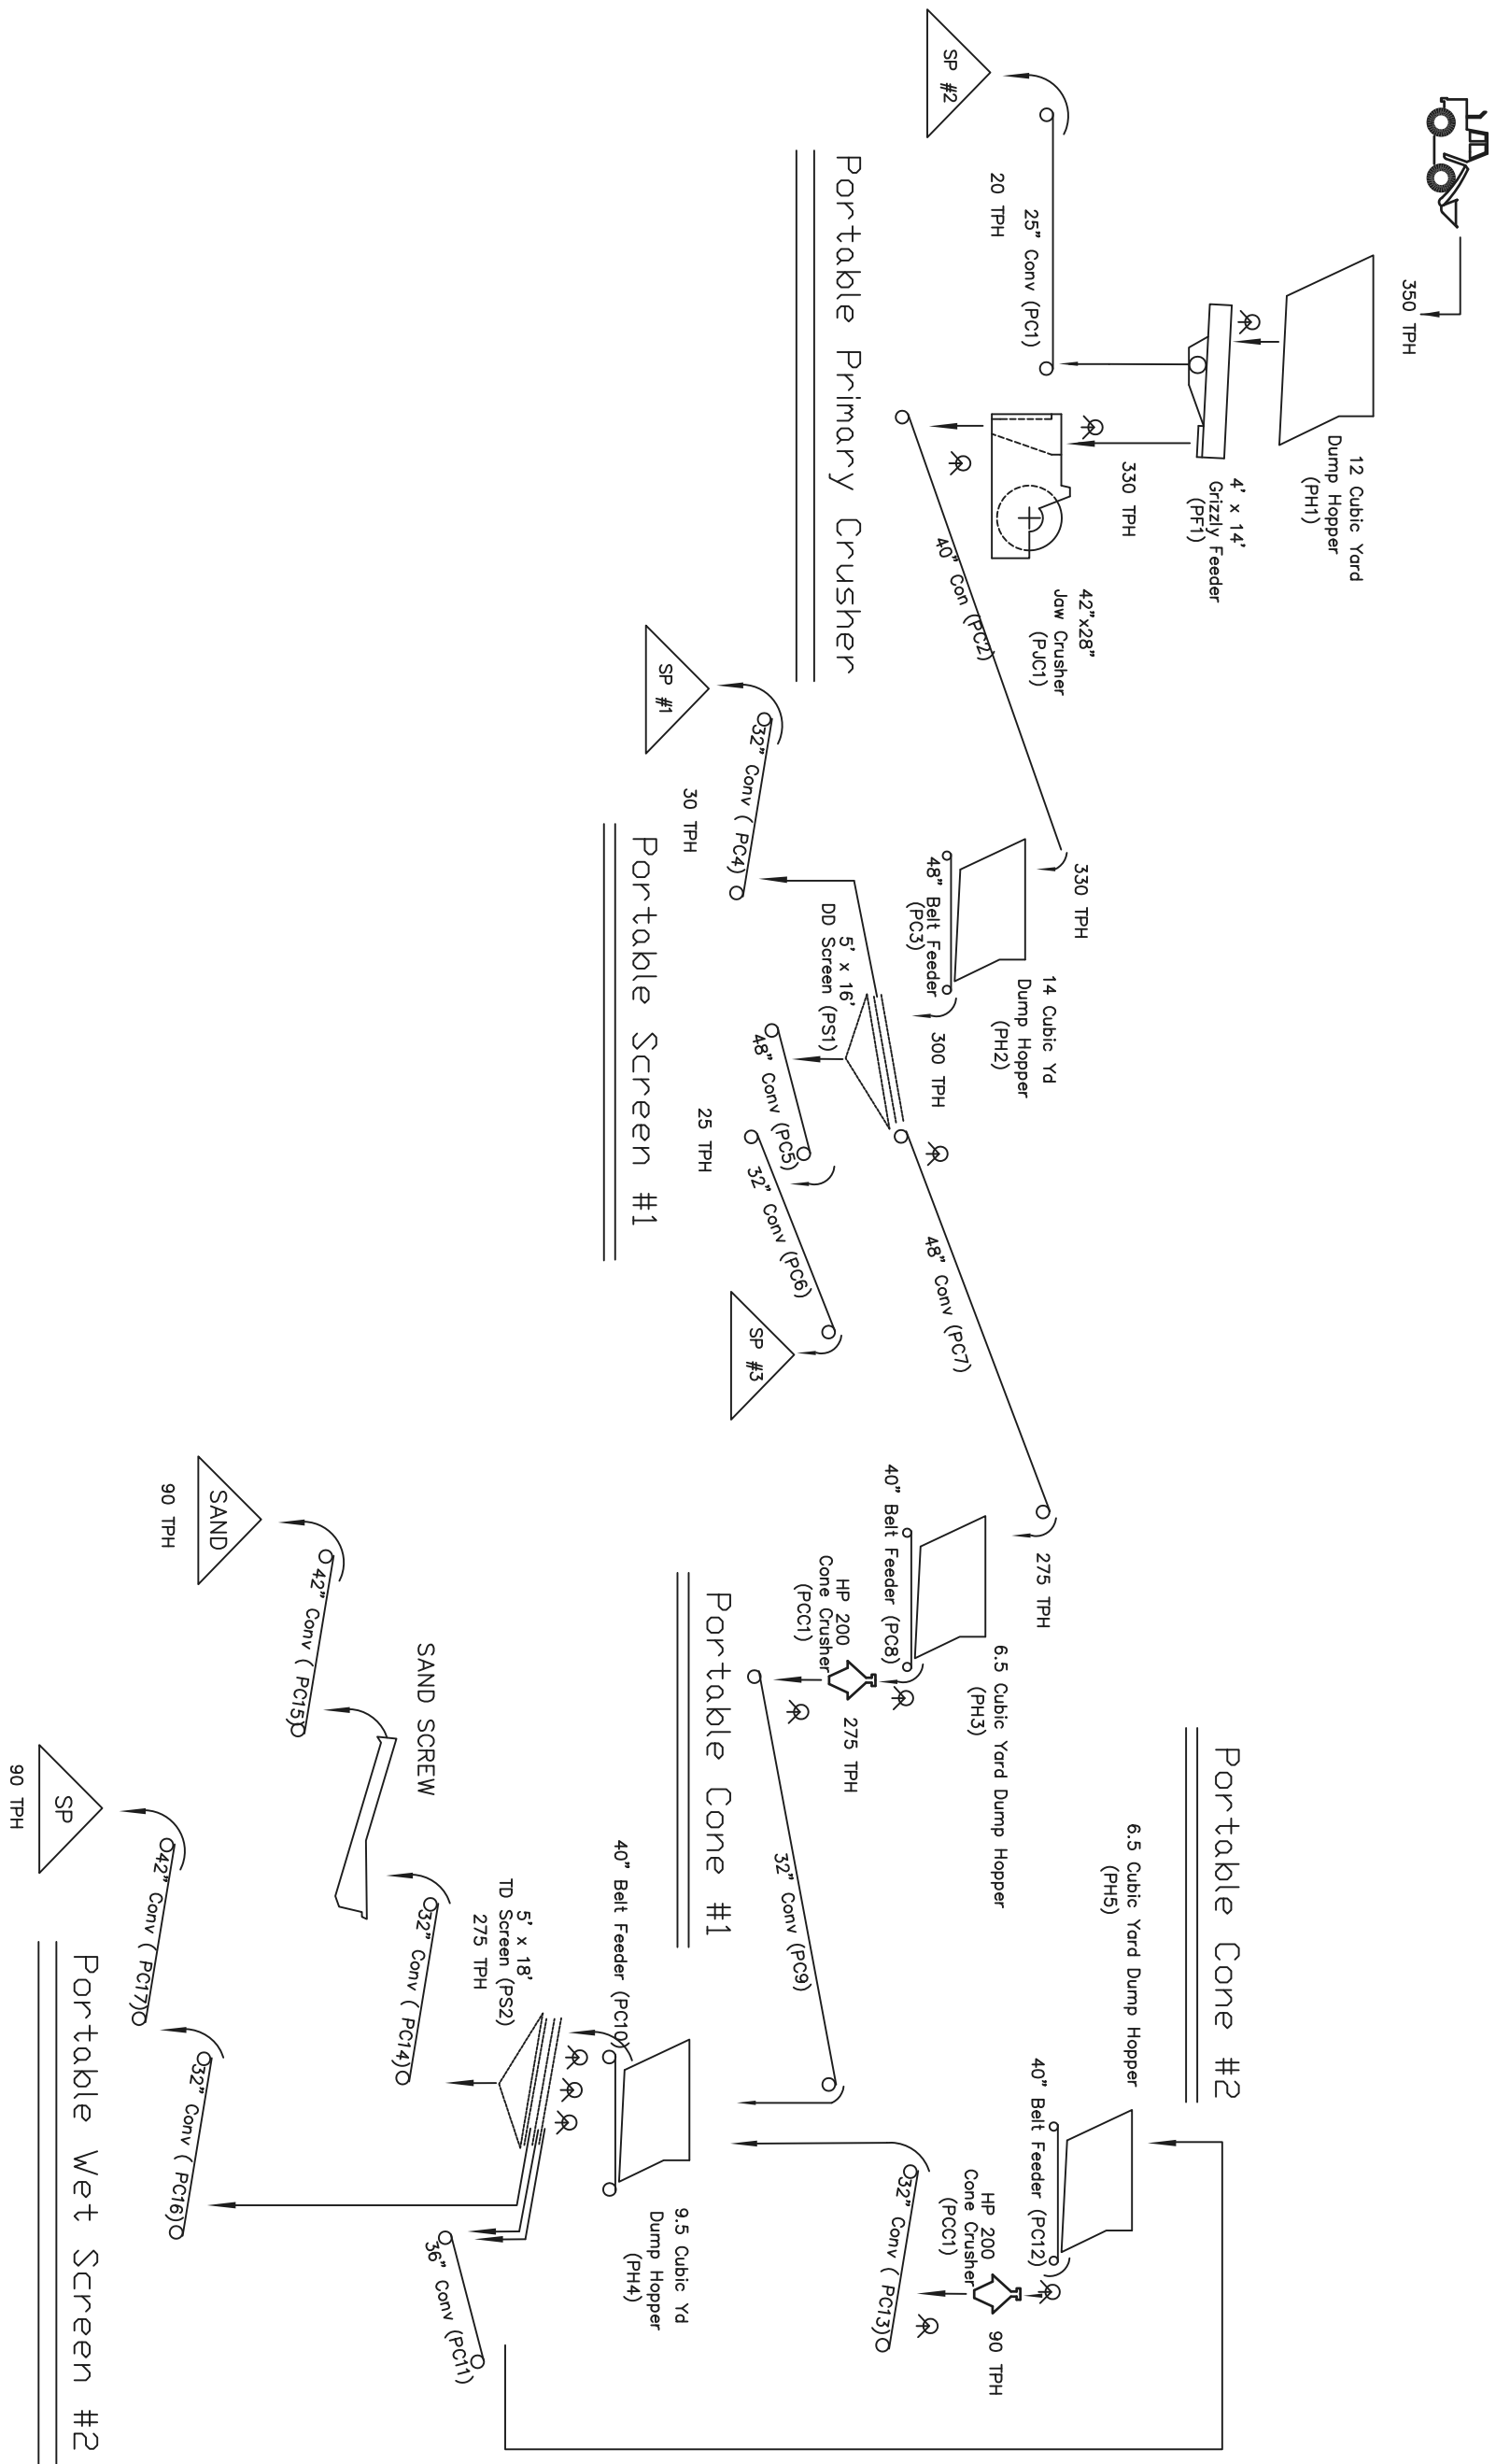 350 TPH
12 Cubic Yard
Dump Hopper
(PH1)
4' x 14'
Grizzly Feeder
(PF1)
330 TPH
42"x28"
Jaw Crusher
(PJC1)
25" Conv (PC1)
20 TPH
SP #2
40" Con (PC2)
Portable Primary Crusher
330 TPH
14 Cubic Yd
Dump Hopper
(PH2)
48" Belt Feeder
(PC3)
300 TPH
5' x 16'
DD Screen (PS1)
32" Conv ( PC4)
30 TPH
SP #1
48" Conv (PC5)
32" Conv (PC6)
25 TPH
SP #3
48" Conv (PC7)
Portable Screen #1
275 TPH
6.5 Cubic Yard Dump Hopper
(PH3)
40" Belt Feeder (PC8)
HP 200
Cone Crusher
(PCC1)
275 TPH
32" Conv (PC9)
Portable Cone #1
Portable Cone #2
6.5 Cubic Yard Dump Hopper
(PH5)
40" Belt Feeder (PC12)
HP 200
Cone Crusher
(PCC1)
90 TPH
32" Conv ( PC13)
9.5 Cubic Yd
Dump Hopper
(PH4)
40" Belt Feeder (PC10)
5' x 18'
TD Screen (PS2)
275 TPH
36" Conv (PC11)
32" Conv ( PC14)
SAND SCREW
42" Conv ( PC15)
SAND
90 TPH
32" Conv ( PC16)
42" Conv ( PC17)
SP
90 TPH
Portable Wet Screen #2